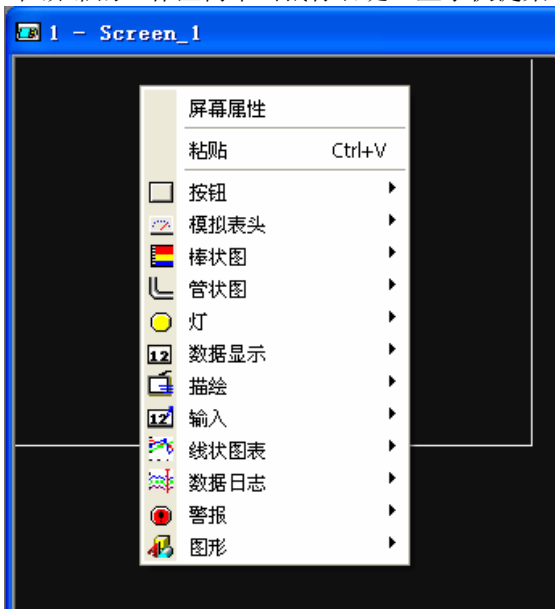 1 - Screen_1
屏幕属性
粘贴 Ctrl+V
按钮
模拟表头
棒状图
管状图
灯
12 数据显示
描绘
12 输入
线状图表
数据日志
警报
图形